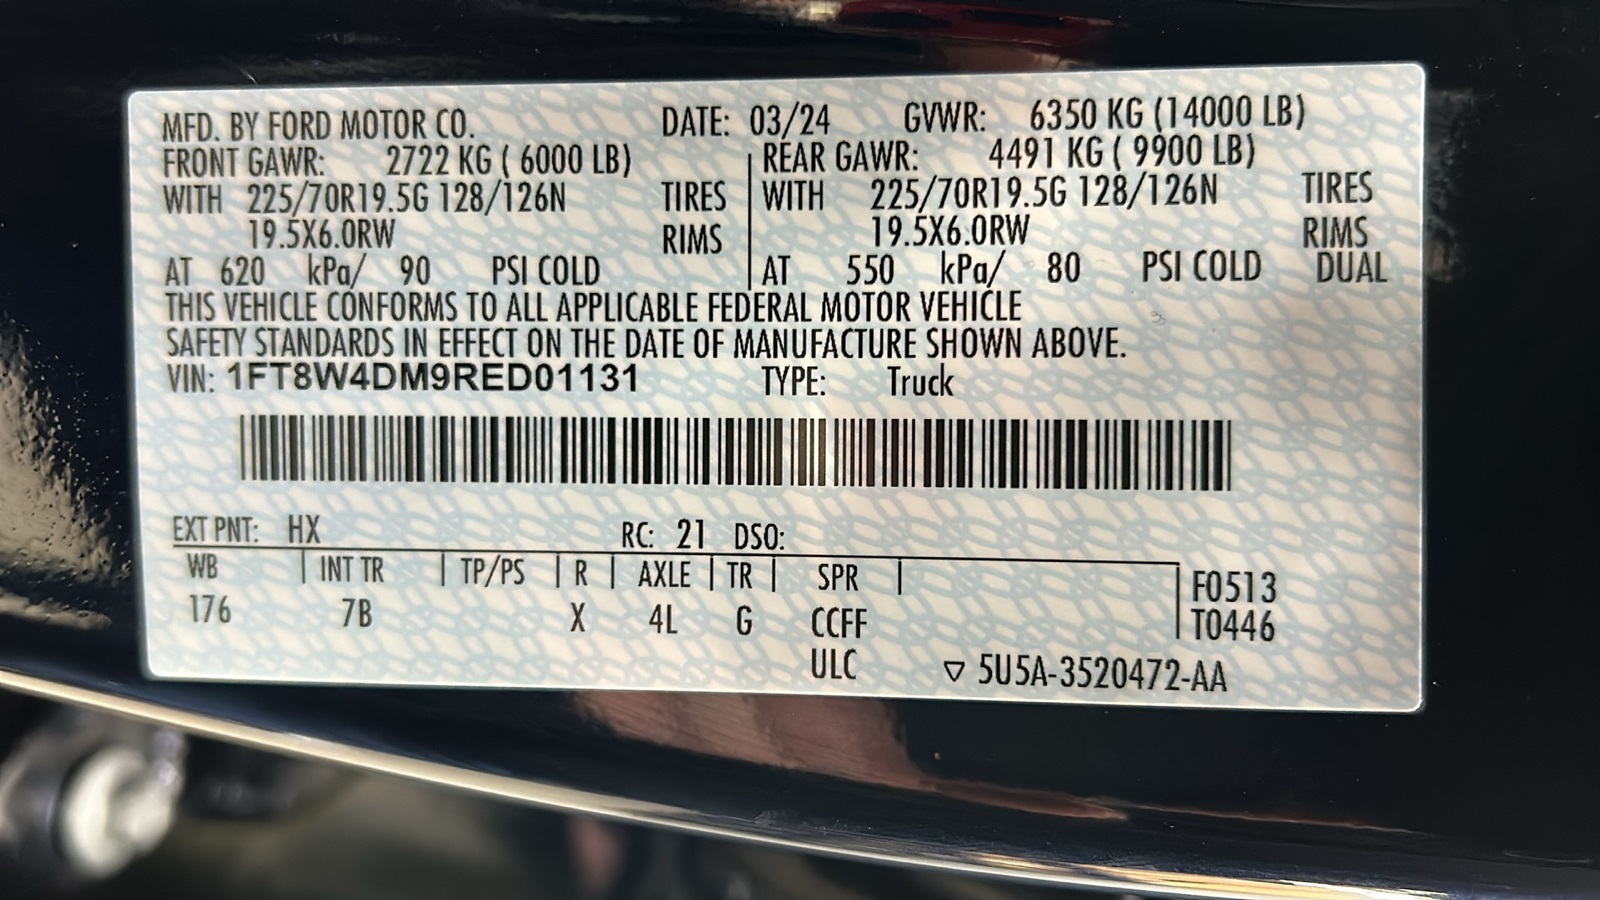 MFD. BY FORD MOTOR CO. DATE: 03/24 GVWR: 6350 KG (14000 LB)
FRONT GAWR: 2722 KG ( 6000 LB) REAR GAWR: 4491 KG ( 9900 LB)
WITH 225/70R19.5G 128/126N TIRES WITH 225/70R19.5G 128/126N TIRES
19.5X6.0RW RIMS 19.5X6.0RW RIMS
AT 620 kPa/ 90 PSI COLD AT 550 kPa/ 80 PSI COLD DUAL
THIS VEHICLE CONFORMS TO ALL APPLICABLE FEDERAL MOTOR VEHICLE
SAFETY STANDARDS IN EFFECT ON THE DATE OF MANUFACTURE SHOWN ABOVE.
VIN: 1FT8W4DM9RED01131 TYPE: Truck
EXT PNT: HX RC: 21 DSO:
WB INT TR TP/PS R AXLE TR SPR F0513
176 7B X 4L G CCFF T0446
ULC ▽ 5U5A-3520472-AA